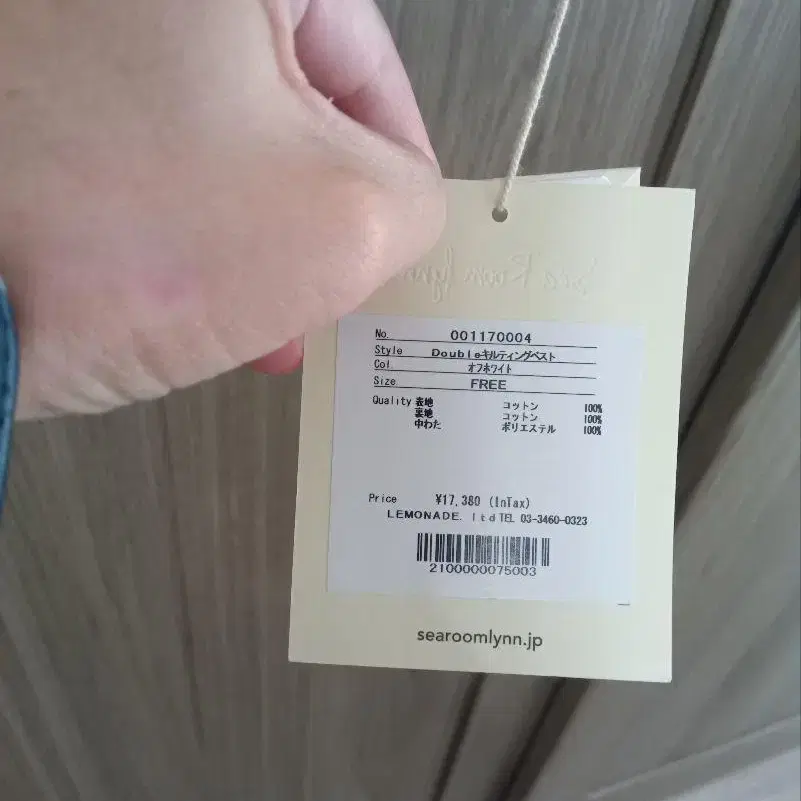 No. 001170004
Style Doubleキルティングベスト
Col. オフホワイト
Size FREE
Quality 表地 コットン 100%
裏地 コットン 100%
中わた ポリエステル 100%
Price ¥17,380 (InTax)
LEMONADE. ltd TEL 03-3460-0323
2100000075003
searoomlynn.jp